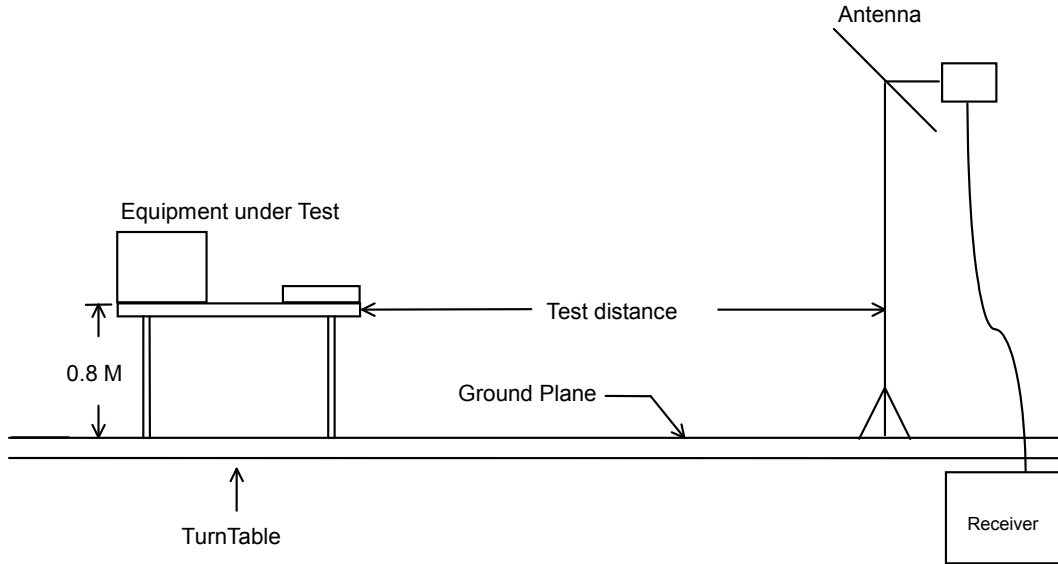 Antenna
Equipment under Test
Test distance
0.8 M
Ground Plane
TurnTable
Receiver